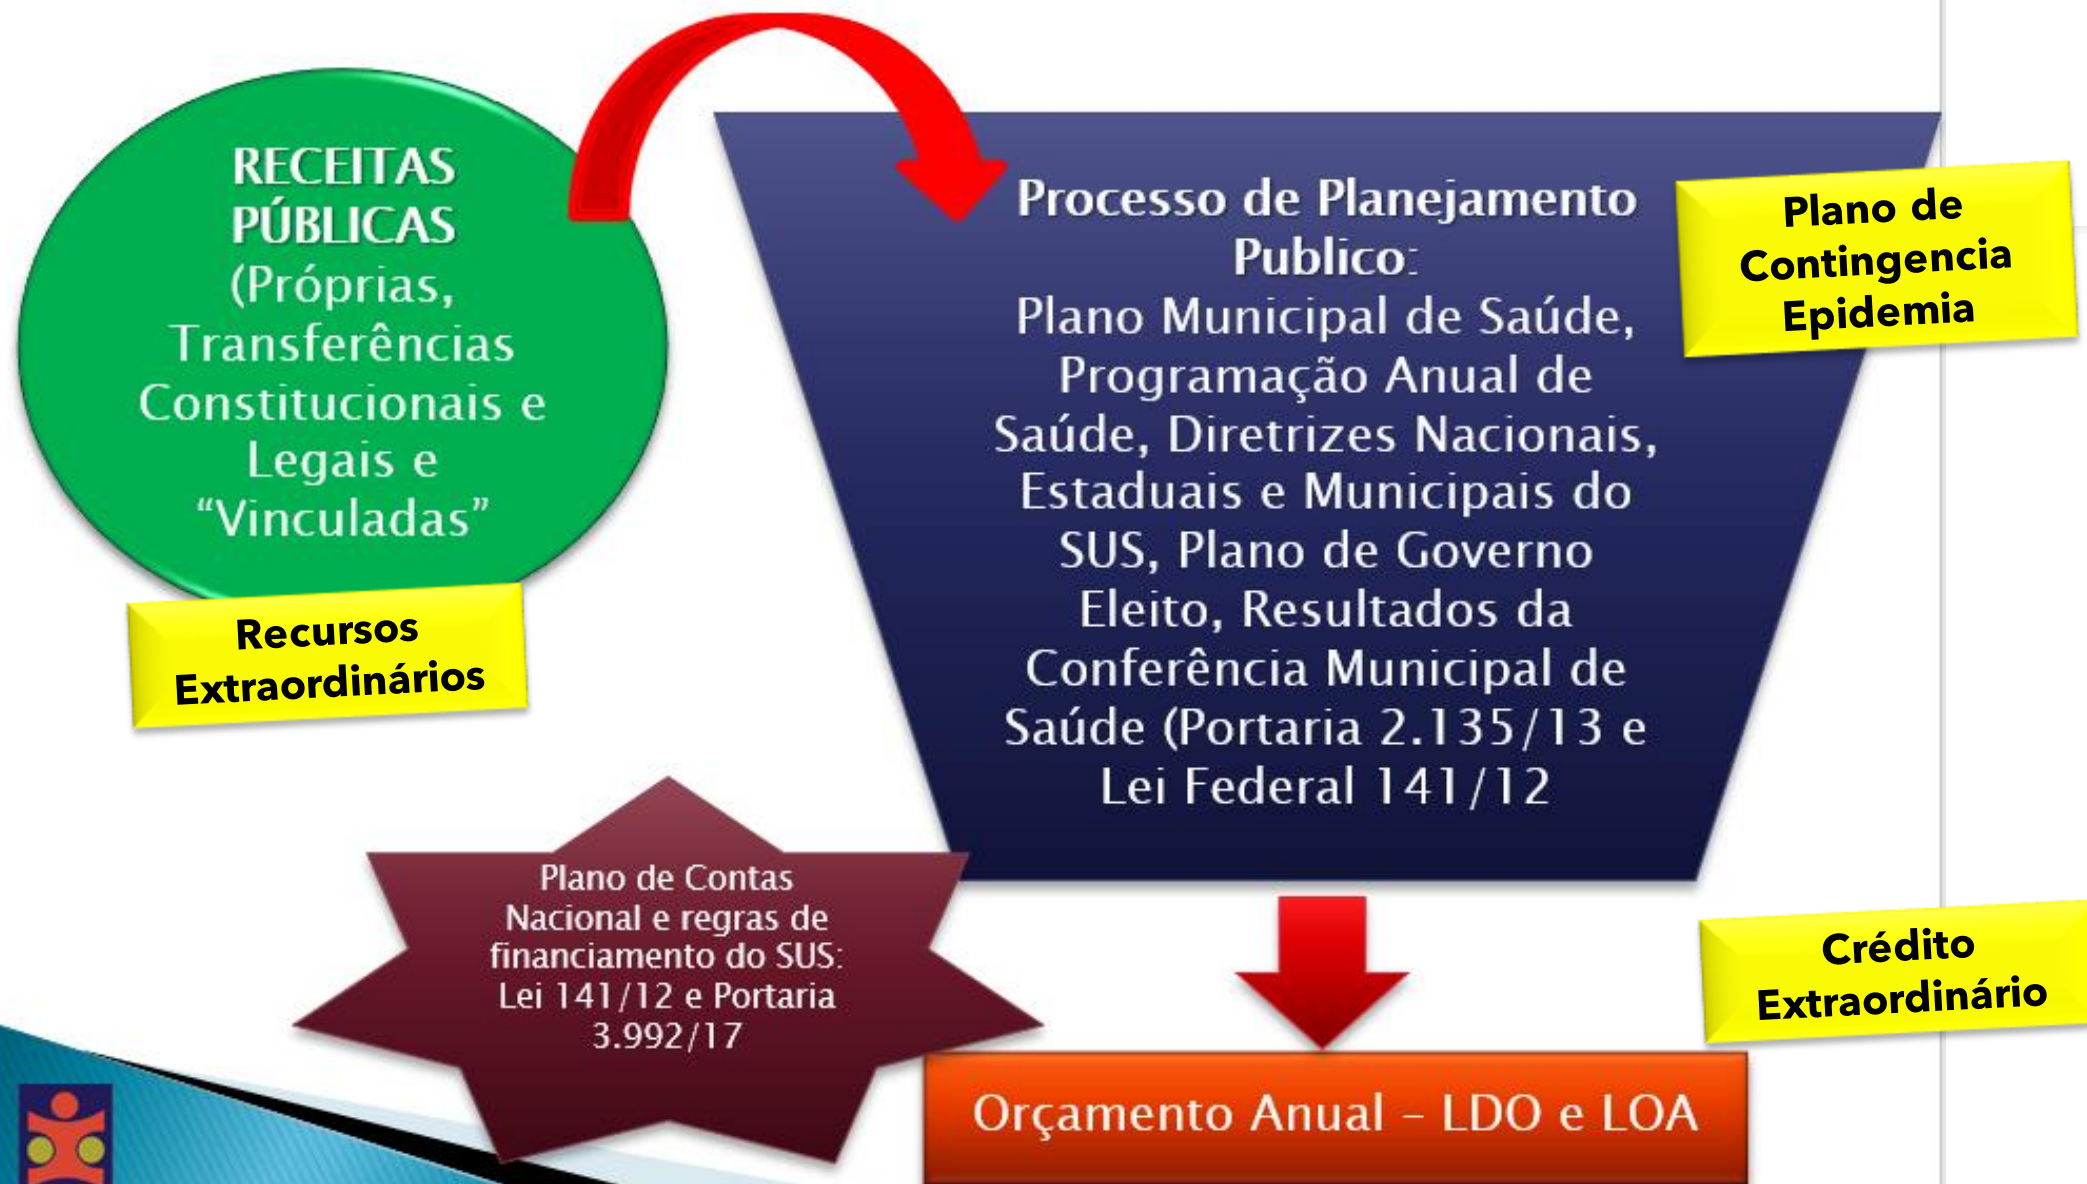 RECEITAS
PÚBLICAS
(Próprias,
Transferências
Constitucionais e
Legais e
“Vinculadas”
Recursos
Extraordinários
Processo de Planejamento
Publico:
Plano Municipal de Saúde,
Programação Anual de
Saúde, Diretrizes Nacionais,
Estaduais e Municipais do
SUS, Plano de Governo
Eleito, Resultados da
Conferência Municipal de
Saúde (Portaria 2.135/13 e
Lei Federal 141/12
Plano de
Contingencia
Epidemia
Plano de Contas
Nacional e regras de
financiamento do SUS:
Lei 141/12 e Portaria
3.992/17
Crédito
Extraordinário
Orçamento Anual – LDO e LOA